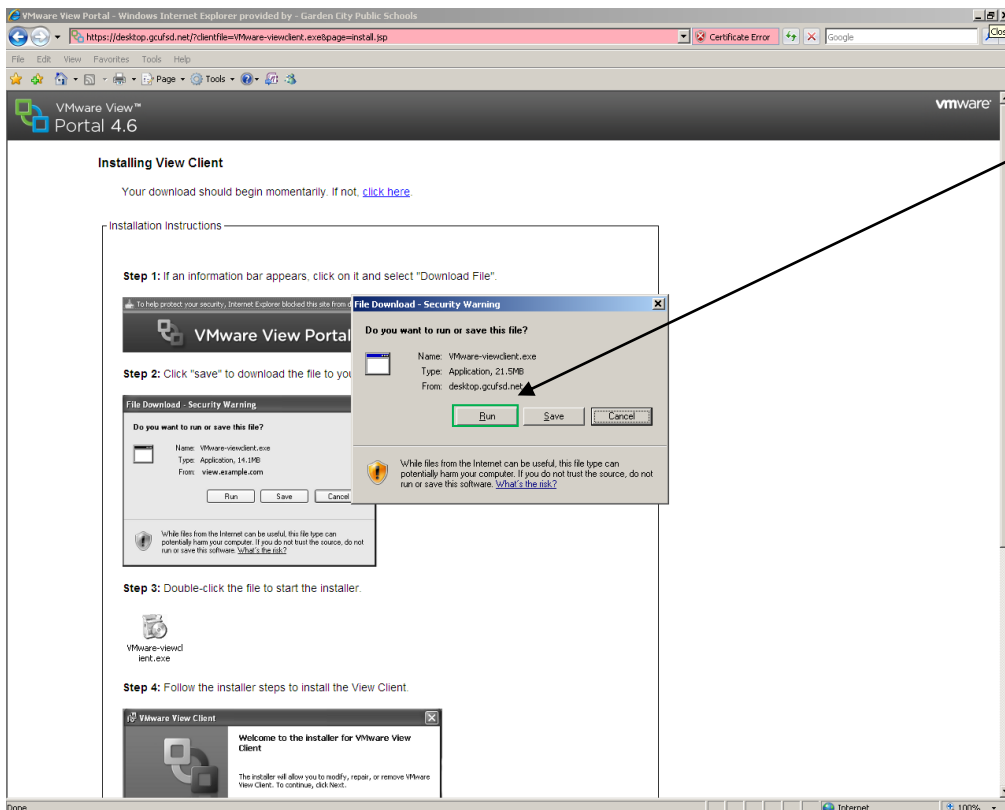 VMware View Portal - Windows Internet Explorer provided by - Garden City Public Schools
https://desktop.gcufsd.net/?clientfile=VMware-viewclient.exe&page=install.jsp
Certificate Error
Google
Clos
File Edit View Favorites Tools Help
Page Tools
VMware View™
Portal 4.6
vmware
Installing View Client
Your download should begin momentarily. If not, click here.
Installation Instructions
Step 1: If an information bar appears, click on it and select "Download File".
To help protect your security, Internet Explorer blocked this site from d
VMware View Portal
Step 2: Click "save" to download the file to you
File Download - Security Warning
Do you want to run or save this file?
Name: VMware-viewclient.exe
Type: Application, 14.1MB
From: view.example.com
Run Save Cancel
While files from the Internet can be useful, this file type can
potentially harm your computer. If you do not trust the source, do not
run or save this software. What's the risk?
File Download - Security Warning
Do you want to run or save this file?
Name: VMware-viewclient.exe
Type: Application, 21.5MB
From: desktop.gcufsd.net
Run Save Cancel
While files from the Internet can be useful, this file type can
potentially harm your computer. If you do not trust the source, do not
run or save this software. What's the risk?
Step 3: Double-click the file to start the installer.
VMware-viewcl
ient.exe
Step 4: Follow the installer steps to install the View Client.
VMware View Client
Welcome to the installer for VMware View
Client
The installer will allow you to modify, repair, or remove VMware
View Client. To continue, click Next.
Done
Internet
100%